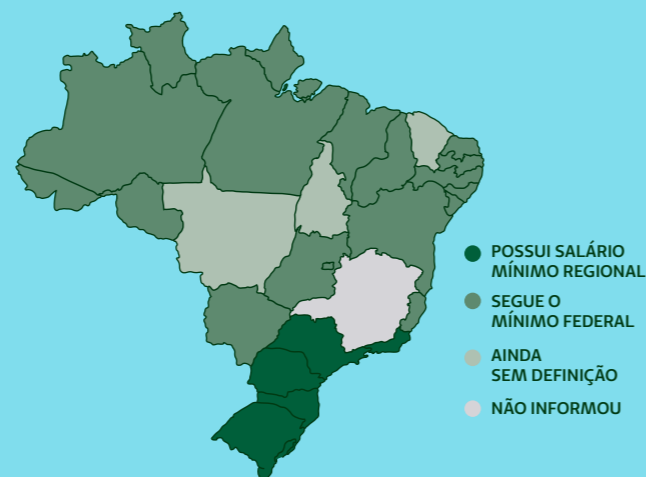 POSSUI SALÁRIO
MÍNIMO REGIONAL
SEGUE O
MÍNIMO FEDERAL
AINDA
SEM DEFINIÇÃO
NÃO INFORMOU